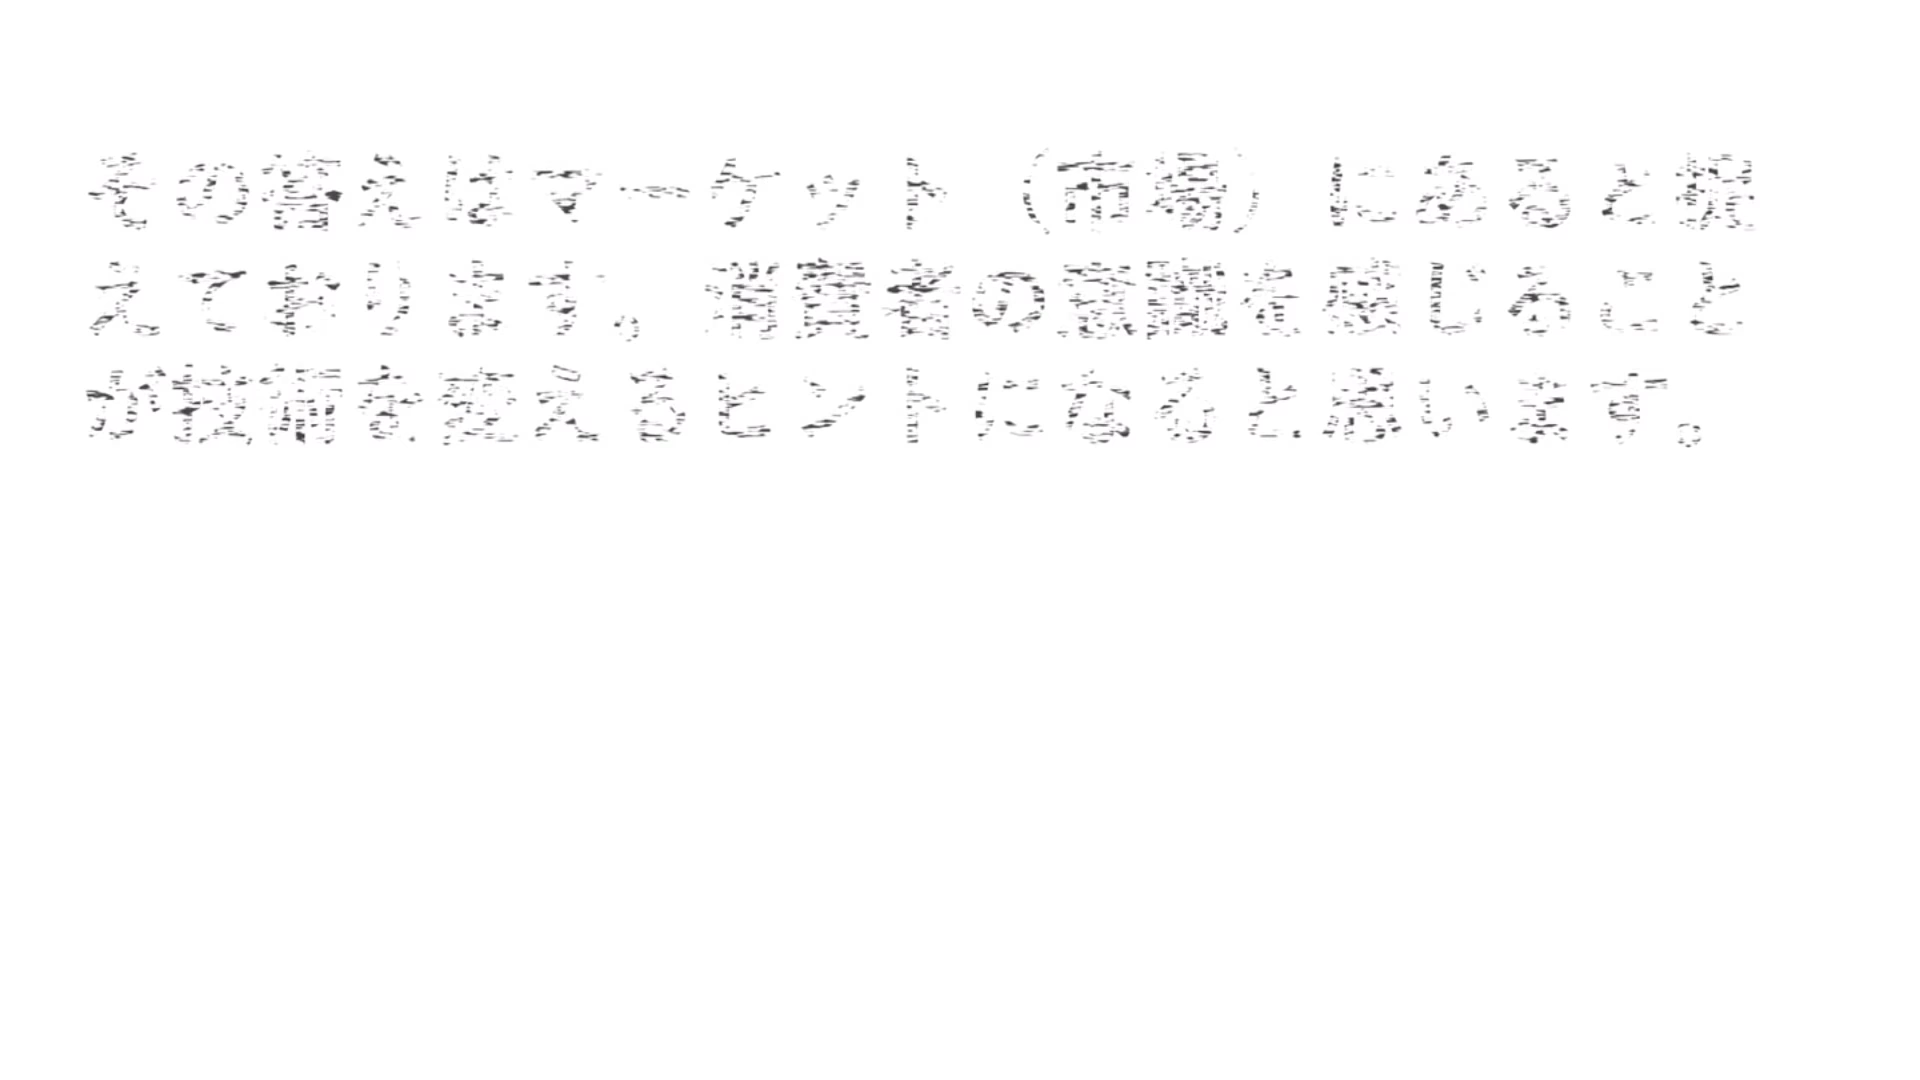 その答えはマーケット（市場）にあると捉
えております。消費者の意識を感じること
が技術を変えるヒントになると思います。